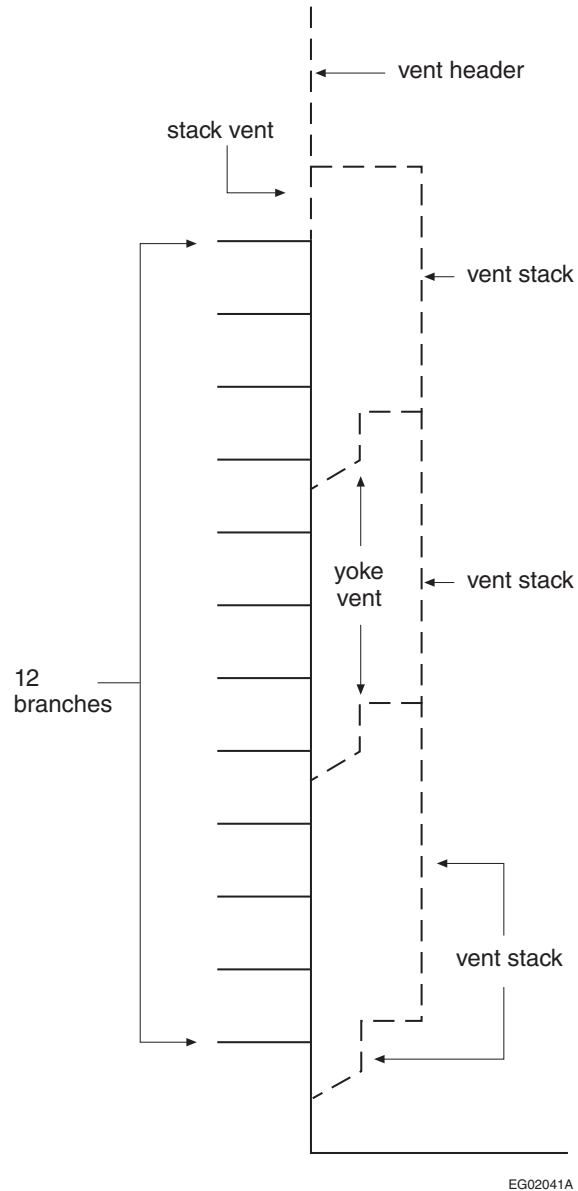 vent header
stack vent
vent stack
yoke
vent
vent stack
12
branches
vent stack
EG02041A